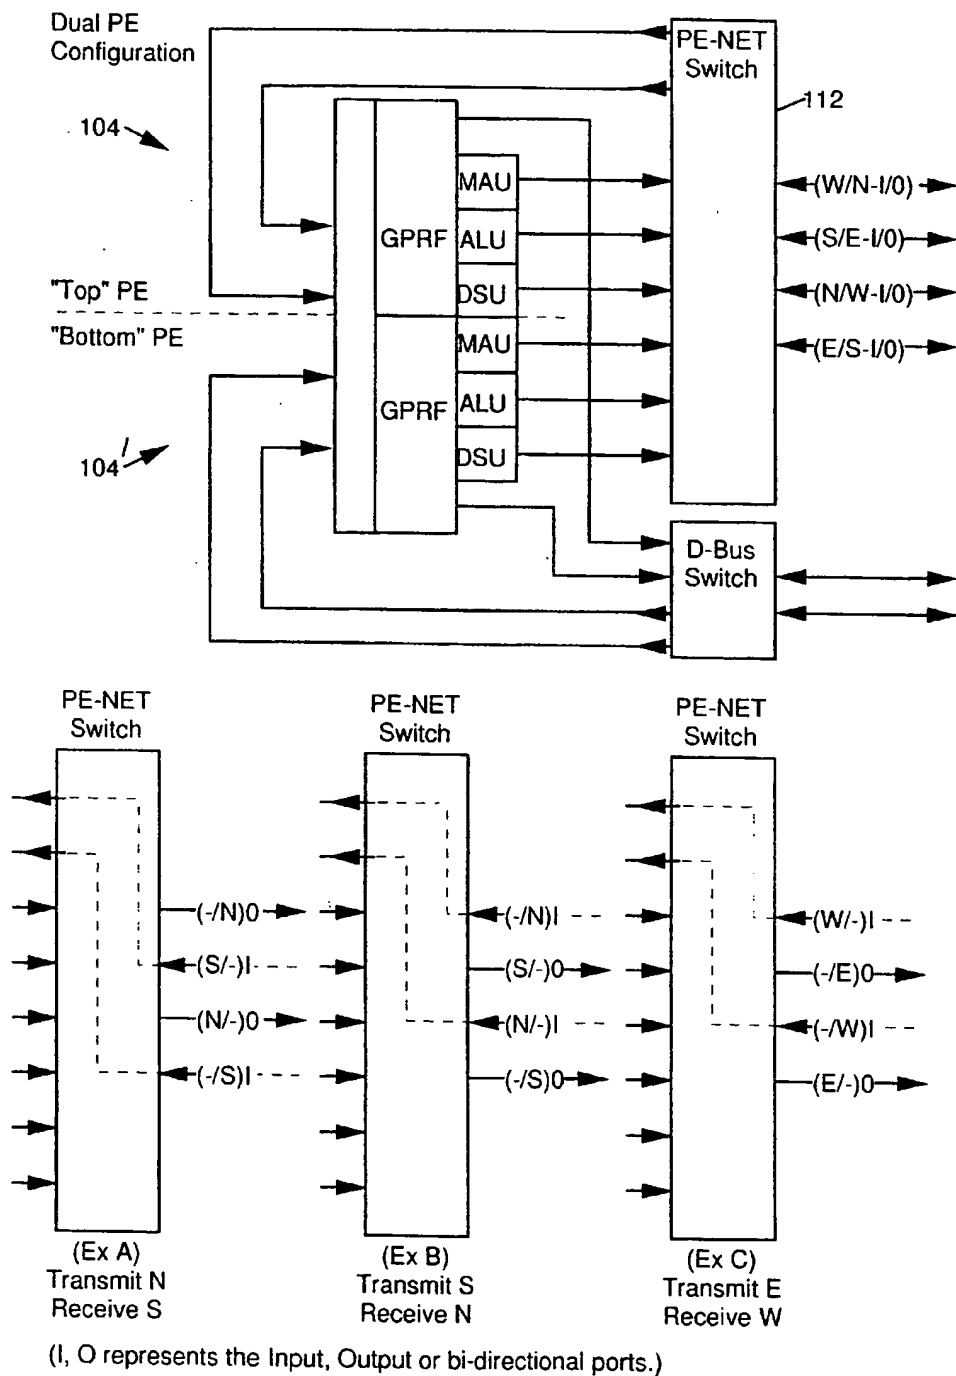 Dual PE
Configuration
PE-NET
Switch
112
104
MAU
(W/N-I/0)
GPRF
ALU
(S/E-I/0)
DSU
(N/W-I/0)
"Top" PE
"Bottom" PE
MAU
(E/S-I/0)
GPRF
ALU
104'
DSU
D-Bus
Switch
PE-NET
Switch
PE-NET
Switch
PE-NET
Switch
(-/N)0
(S/-)I
(N/-)0
(-/S)I
(-/N)I
(S/-)0
(N/-)I
(-/S)0
(W/-)I
(-/E)0
(-/W)I
(E/-)0
(Ex A)
Transmit N
Receive S
(Ex B)
Transmit S
Receive N
(Ex C)
Transmit E
Receive W
(I, O represents the Input, Output or bi-directional ports.)